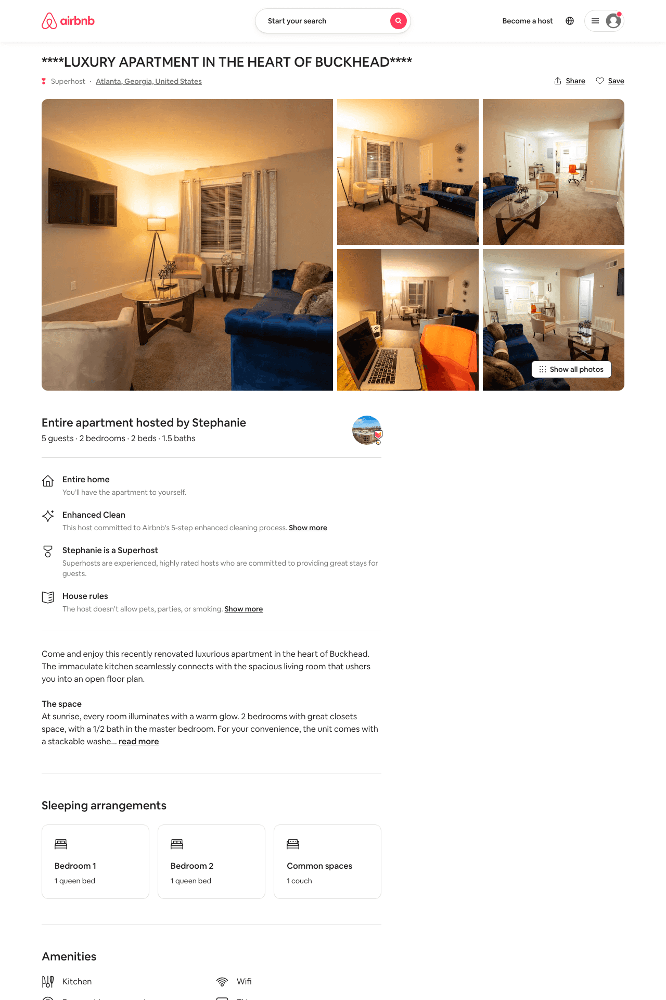 airbnb
Start your search
Become a host
****LUXURY APARTMENT IN THE HEART OF BUCKHEAD****
Superhost · Atlanta, Georgia, United States
Share
Save
Show all photos
Entire apartment hosted by Stephanie
5 guests · 2 bedrooms · 2 beds · 1.5 baths
Entire home
You’ll have the apartment to yourself.
Enhanced Clean
This host committed to Airbnb's 5-step enhanced cleaning process. Show more
Stephanie is a Superhost
Superhosts are experienced, highly rated hosts who are committed to providing great stays for
guests.
House rules
The host doesn’t allow pets, parties, or smoking. Show more
Come and enjoy this recently renovated luxurious apartment in the heart of Buckhead.
The immaculate kitchen seamlessly connects with the spacious living room that ushers
you into an open floor plan.
The space
At sunrise, every room illuminates with a warm glow. 2 bedrooms with great closets
space, with a 1/2 bath in the master bedroom. For your convenience, the unit comes with
a stackable washe... read more
Sleeping arrangements
Bedroom 1
1 queen bed
Bedroom 2
1 queen bed
Common spaces
1 couch
Amenities
Kitchen
Wifi